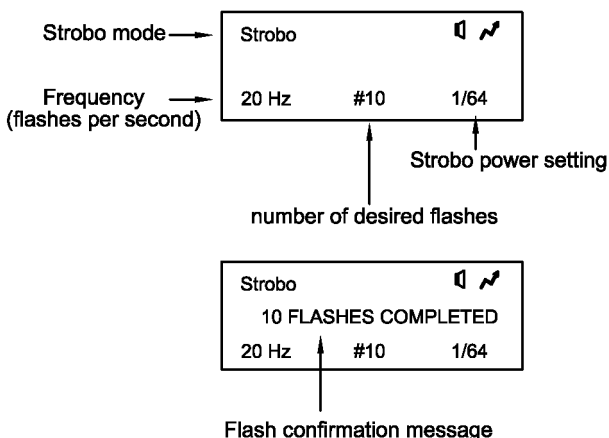 Strobo mode
Strobo
Frequency
(flashes per second)
20 Hz #10 1/64
Strobo power setting
number of desired flashes
Strobo
10 FLASHES COMPLETED
20 Hz #10 1/64
Flash confirmation message